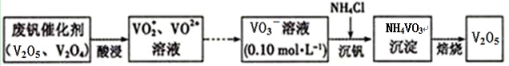 废钒催化剂
(V₂O₅、V₂O₄)
酸浸
VO₂⁺、VO²⁺
溶液
VO₃⁻ 溶液
(0.10 mol·L⁻¹)
NH₄Cl
沉钒
NH₄VO₃
沉淀
焙烧
V₂O₅